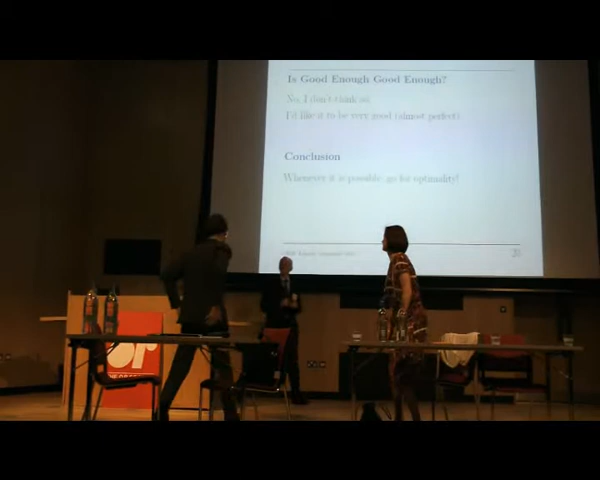 Is Good Enough Good Enough?
No, I don't think so
I'd like it to be very good (almost perfect)
Conclusion
Whenever it is possible, go for optimality!
or